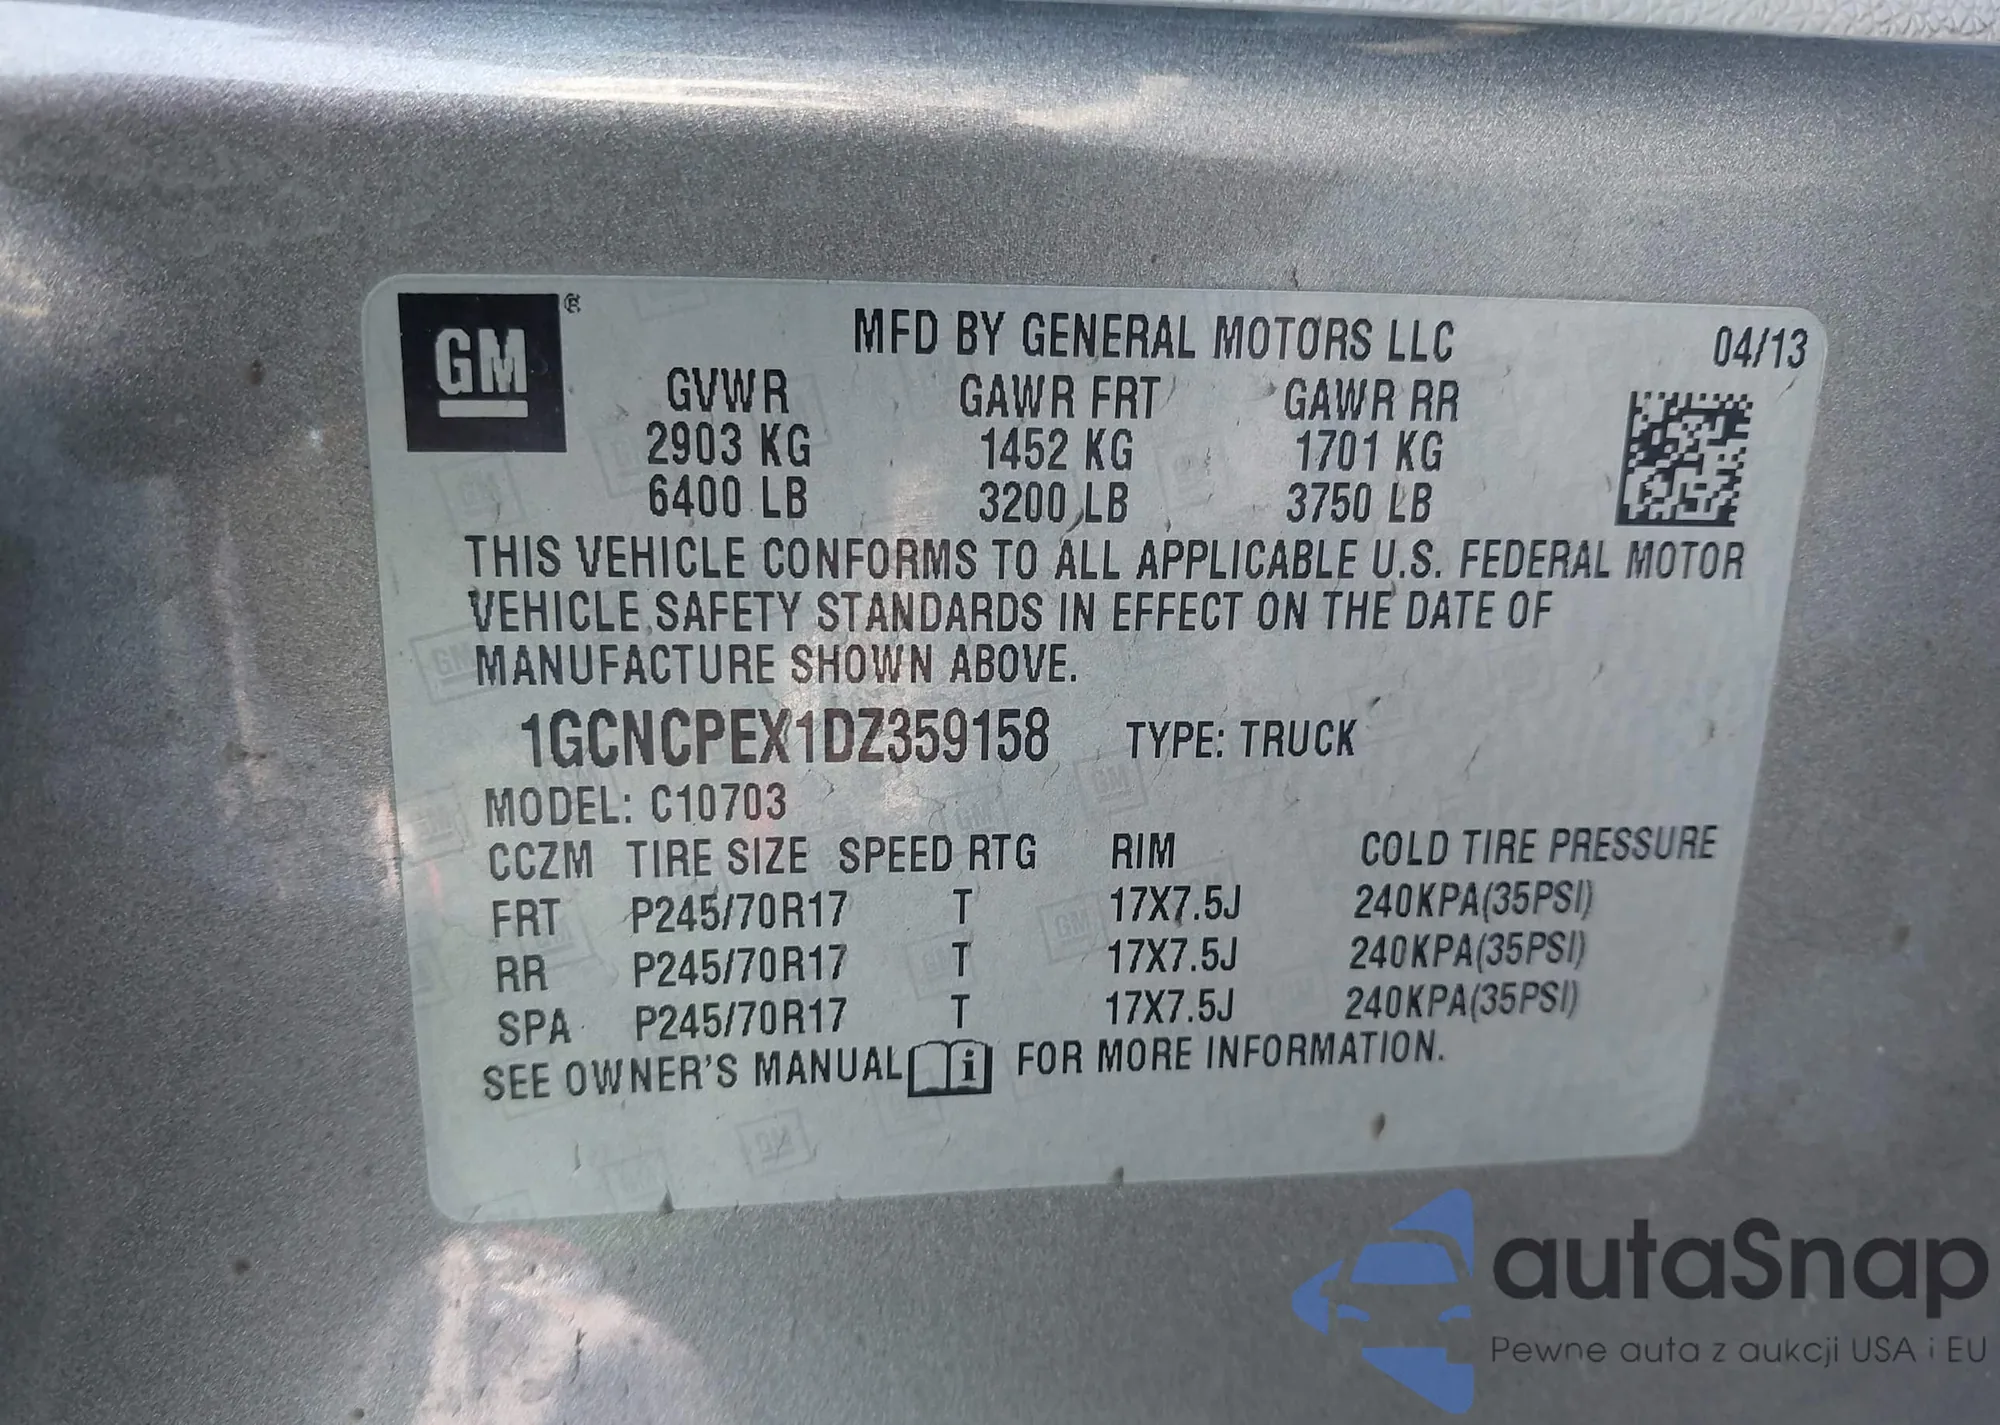 GM ®
MFD BY GENERAL MOTORS LLC 04/13
GVWR GAWR FRT GAWR RR
2903 KG 1452 KG 1701 KG
6400 LB 3200 LB 3750 LB
THIS VEHICLE CONFORMS TO ALL APPLICABLE U.S. FEDERAL MOTOR
VEHICLE SAFETY STANDARDS IN EFFECT ON THE DATE OF
MANUFACTURE SHOWN ABOVE.
1GCNCPEX1DZ359158 TYPE: TRUCK
MODEL: C10703
CCZM TIRE SIZE SPEED RTG RIM COLD TIRE PRESSURE
FRT P245/70R17 T 17X7.5J 240KPA(35PSI)
RR P245/70R17 T 17X7.5J 240KPA(35PSI)
SPA P245/70R17 T 17X7.5J 240KPA(35PSI)
SEE OWNER'S MANUAL i FOR MORE INFORMATION.
autaSnap
Pewne auta z aukcji USA i EU